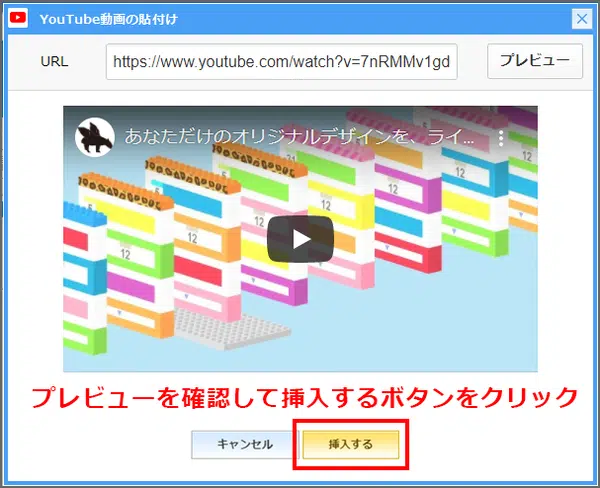 YouTube動画の貼付け
URL
https://www.youtube.com/watch?v=7nRMMv1gd
プレビュー
あなただけのオリジナルデザインを、ライ...
12
12
12
12
12
12
プレビューを確認して挿入するボタンをクリック
キャンセル
挿入する